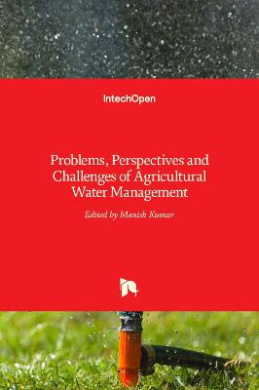 IntechOpen
Problems, Perspectives and
Challenges of Agricultural
Water Management
Edited by Manish Kumar